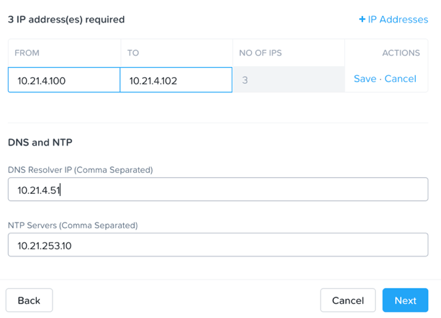 3 IP address(es) required
+ IP Addresses
FROM TO NO OF IPS ACTIONS
10.21.4.100 10.21.4.102 3 Save · Cancel
DNS and NTP
DNS Resolver IP (Comma Separated)
10.21.4.51
NTP Servers (Comma Separated)
10.21.253.10
Back Cancel Next